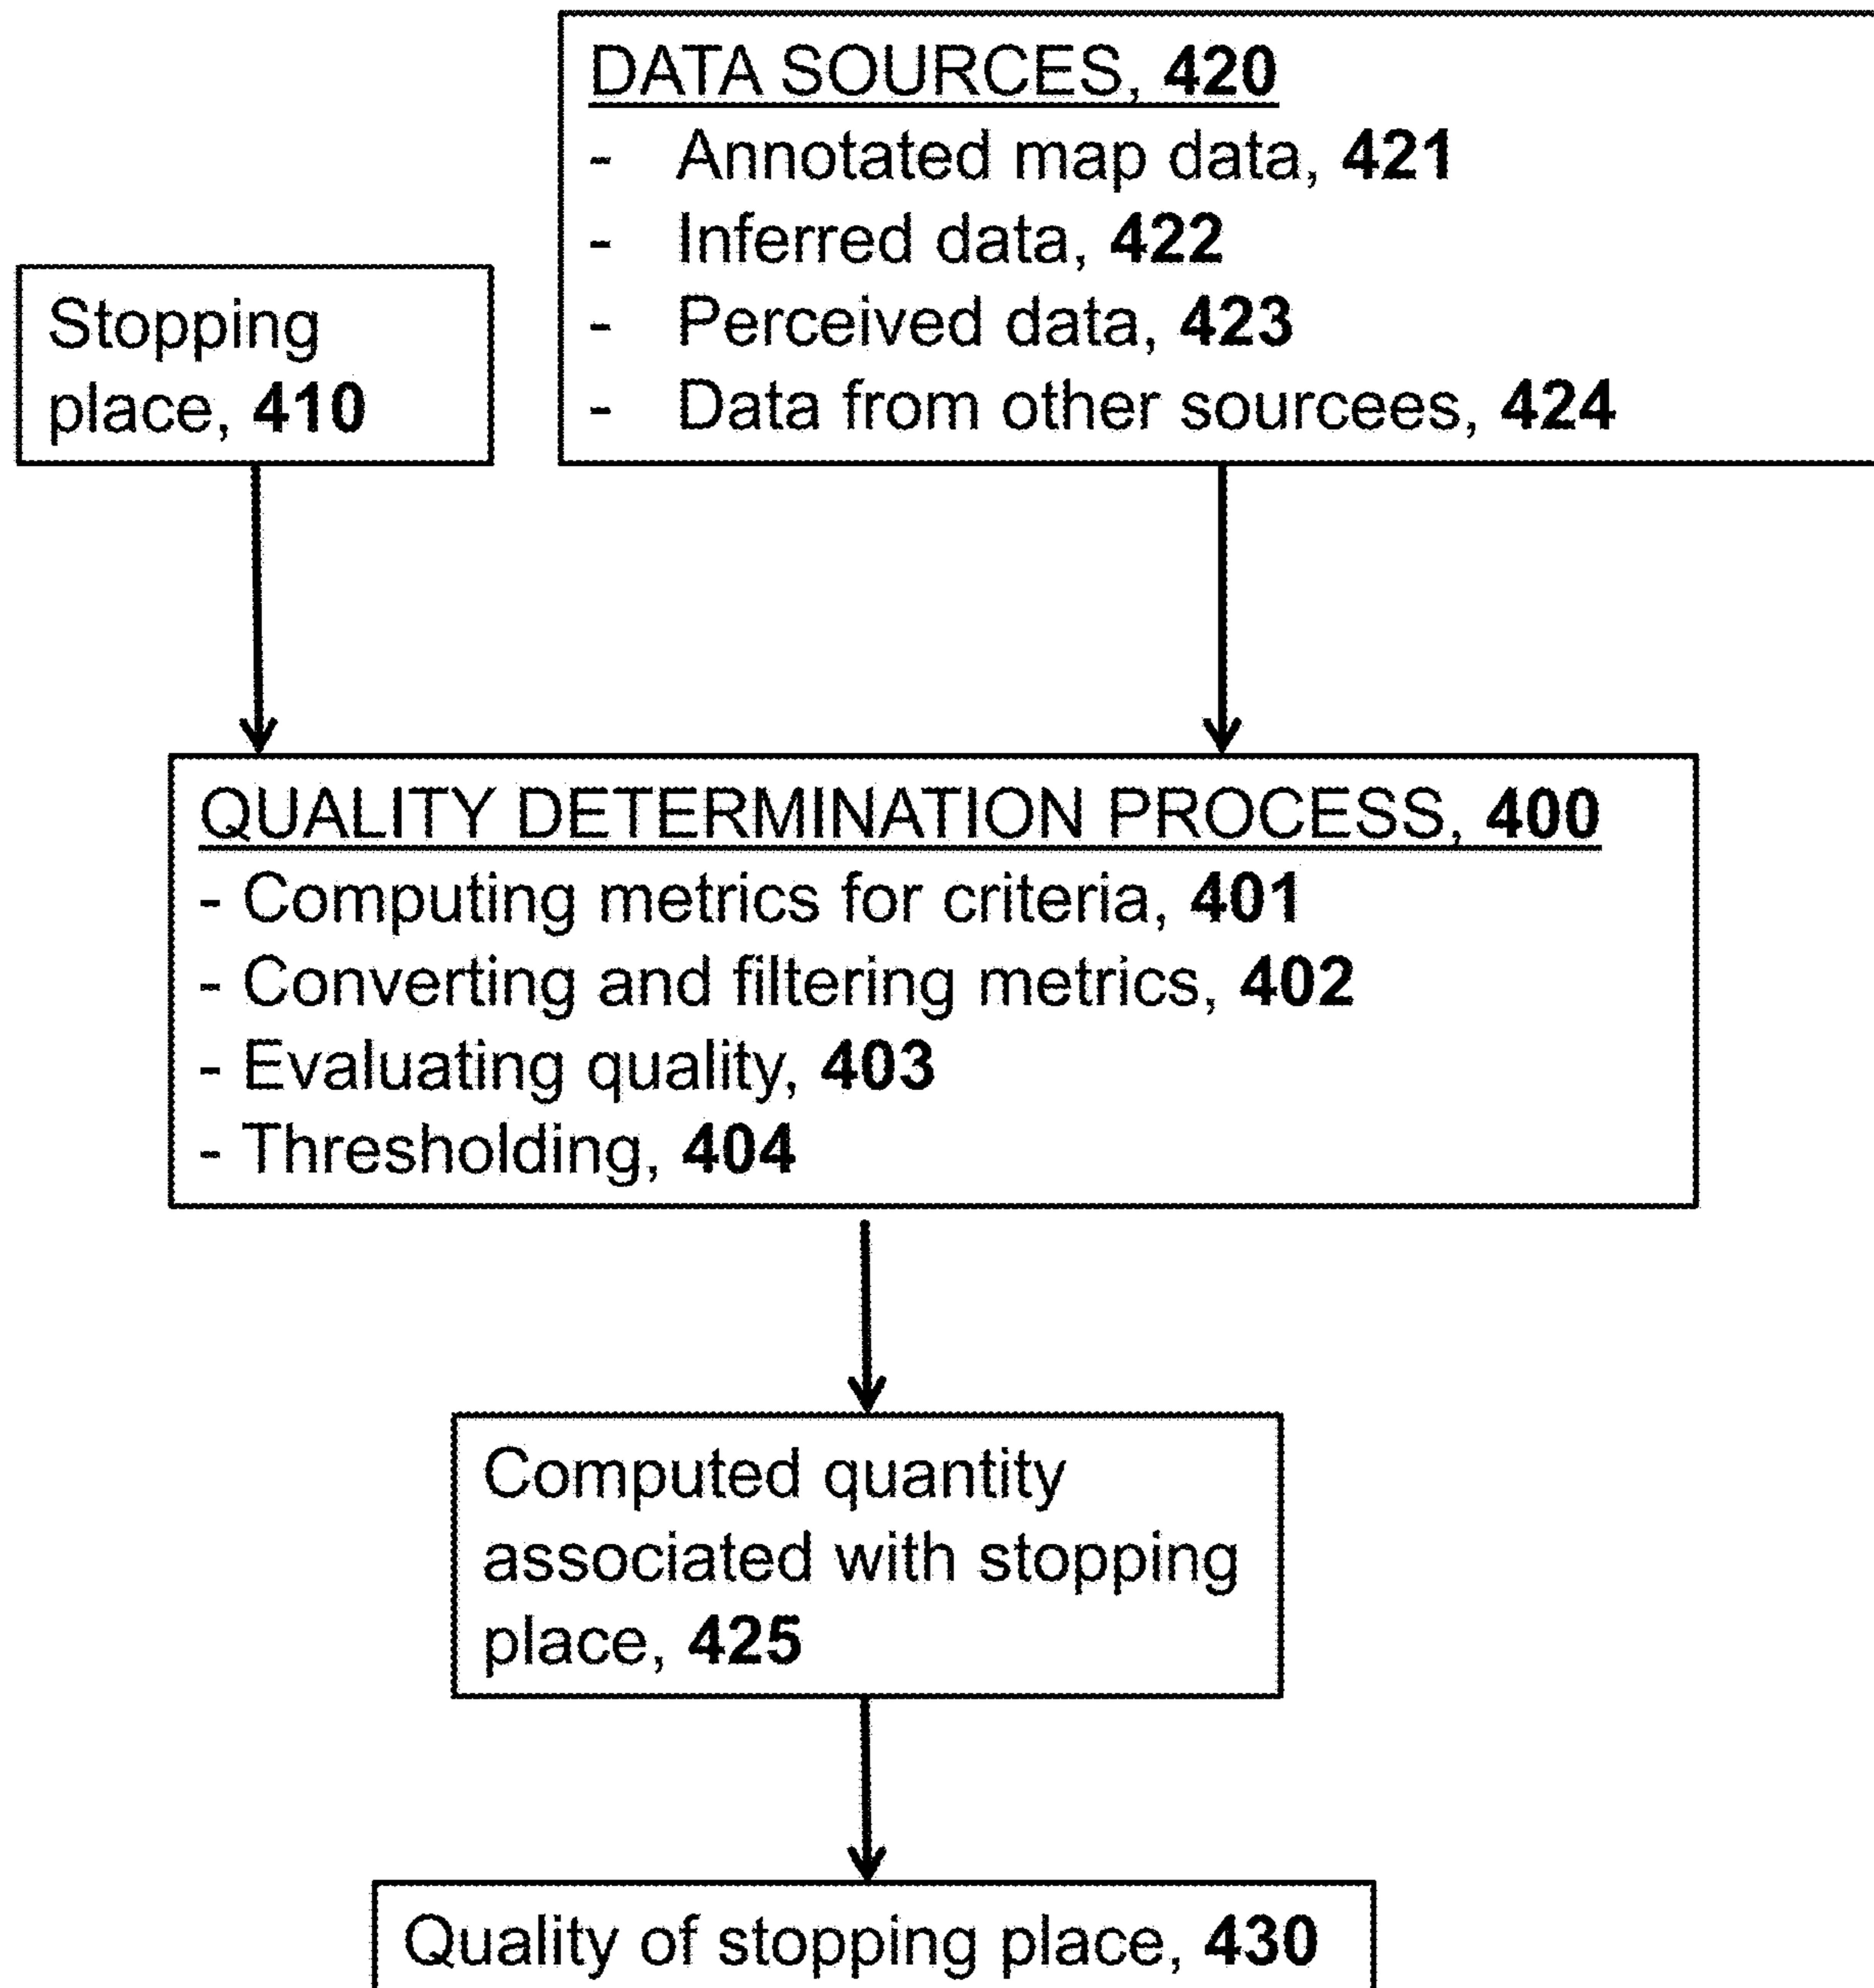 DATA SOURCES, 420
- Annotated map data, 421
- Inferred data, 422
- Perceived data, 423
- Data from other sourcees, 424
Stopping
place, 410
QUALITY DETERMINATION PROCESS, 400
- Computing metrics for criteria, 401
- Converting and filtering metrics, 402
- Evaluating quality, 403
- Thresholding, 404
Computed quantity
associated with stopping
place, 425
Quality of stopping place, 430